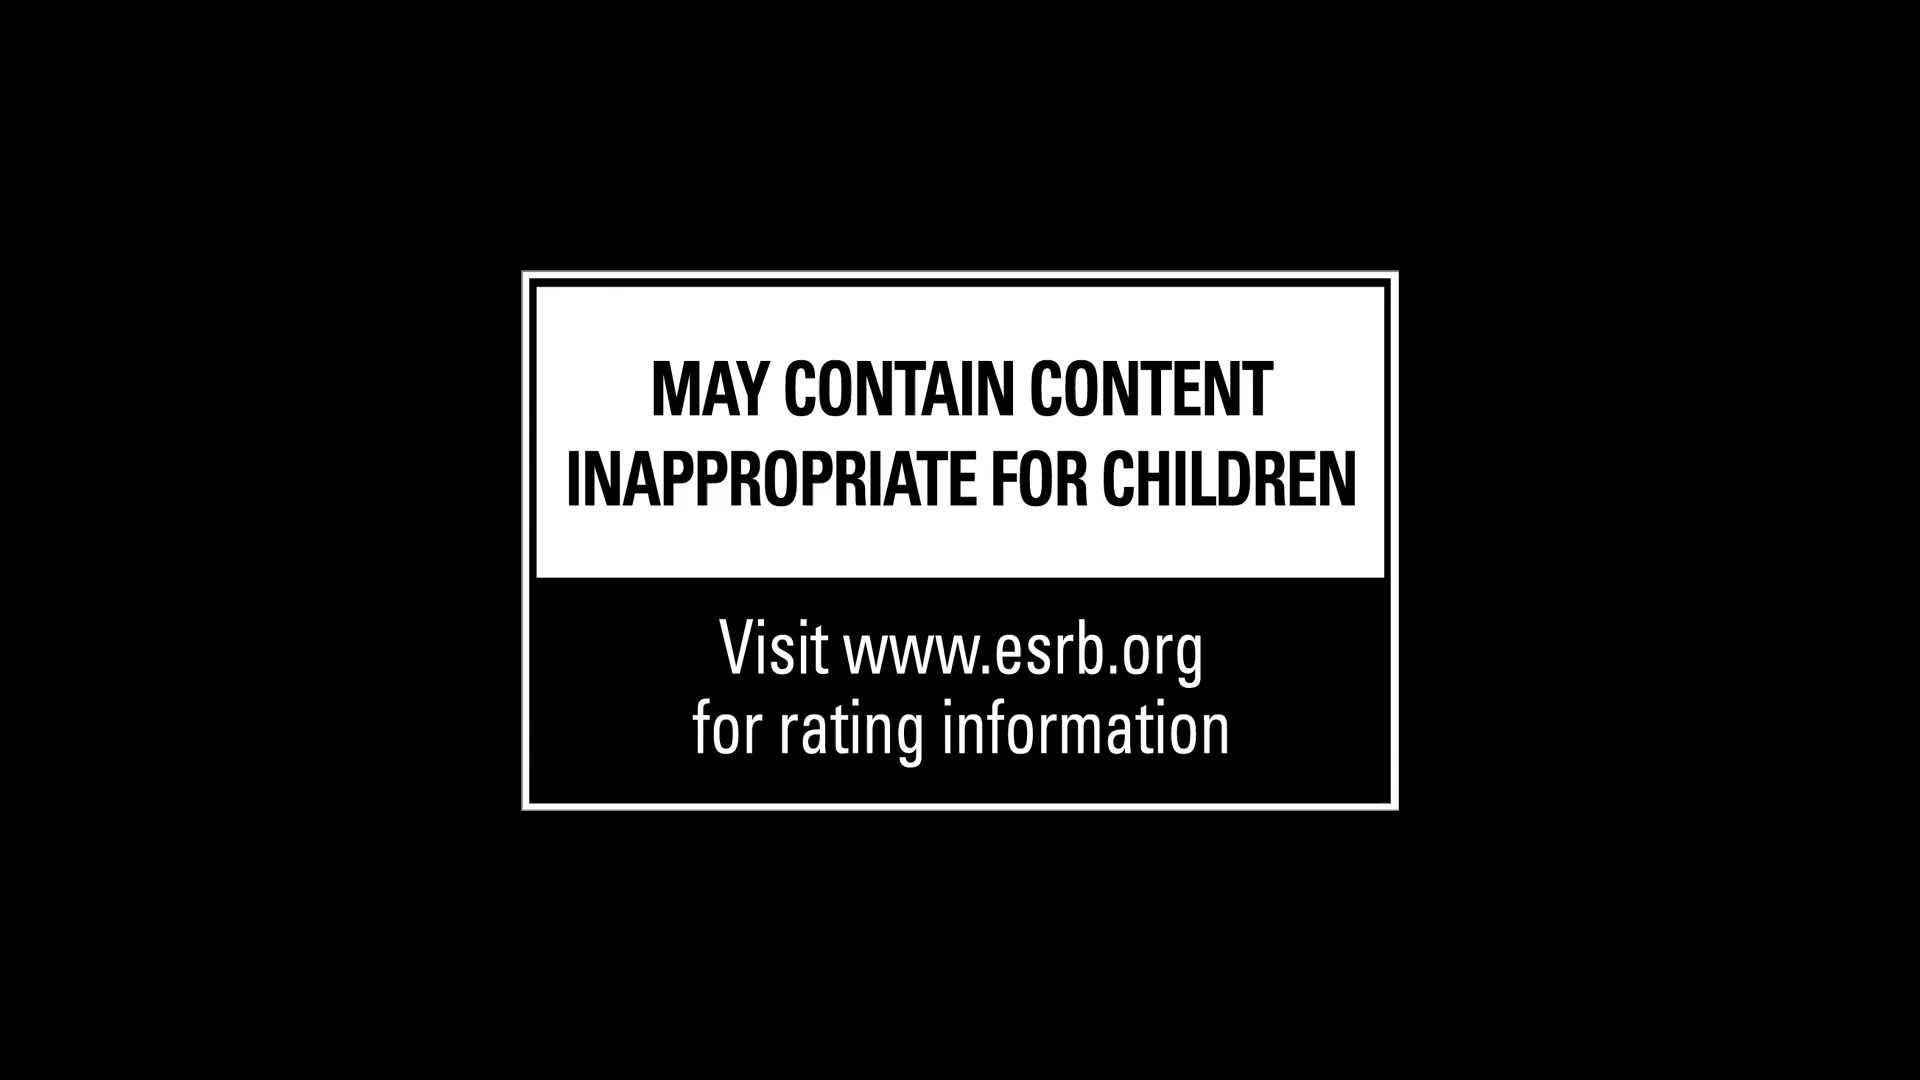 MAY CONTAIN CONTENT
INAPPROPRIATE FOR CHILDREN
Visit www.esrb.org
for rating information